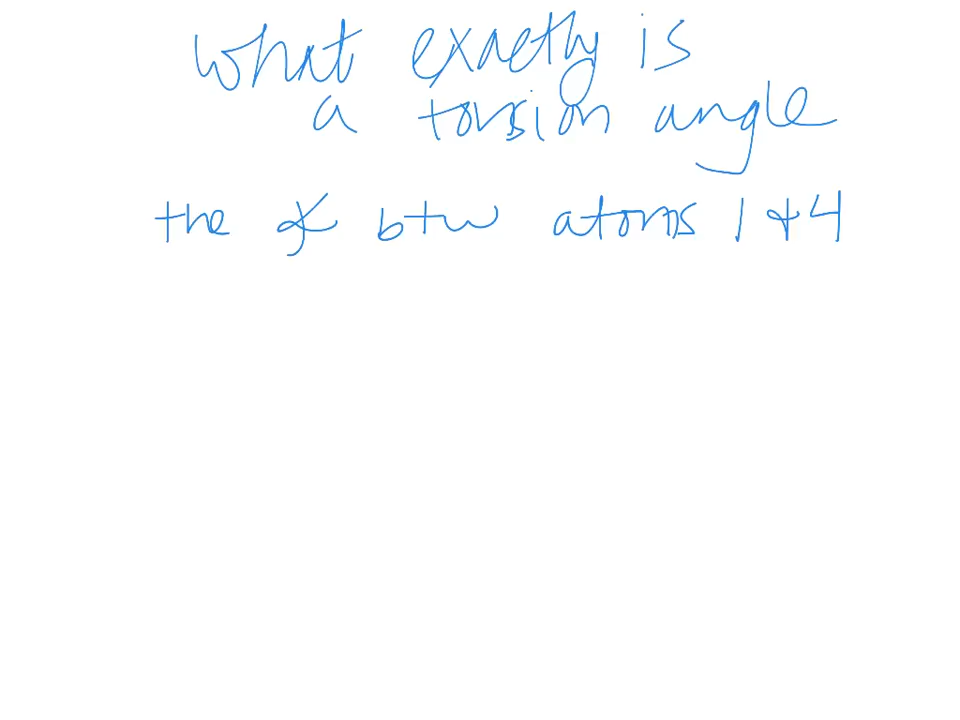 what exactly is
a torsion angle
the ∡ btw atoms 1 & 4